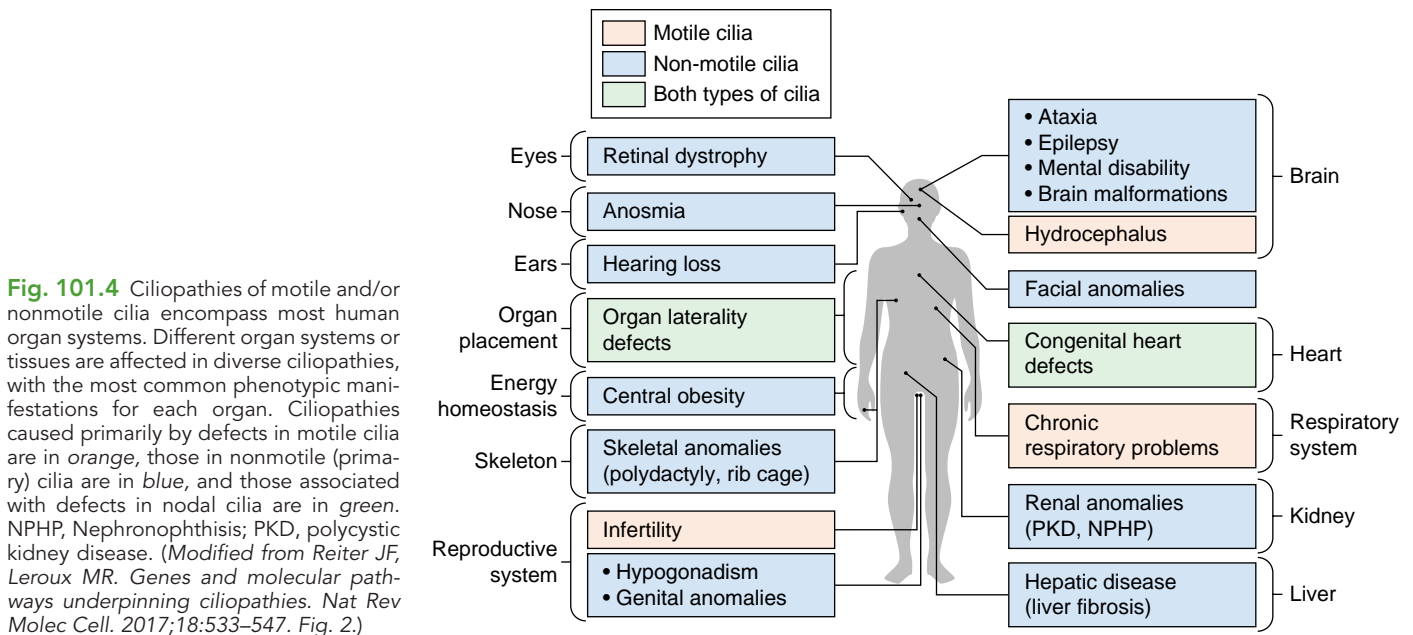 Fig. 101.4 Ciliopathies of motile and/or
nonmotile cilia encompass most human
organ systems. Different organ systems or
tissues are affected in diverse ciliopathies,
with the most common phenotypic mani-
festations for each organ. Ciliopathies
caused primarily by defects in motile cilia
are in orange, those in nonmotile (prima-
ry) cilia are in blue, and those associated
with defects in nodal cilia are in green.
NPHP, Nephronophthisis; PKD, polycystic
kidney disease. (Modified from Reiter JF,
Leroux MR. Genes and molecular path-
ways underpinning ciliopathies. Nat Rev
Molec Cell. 2017;18:533–547. Fig. 2.)
Motile cilia
Non-motile cilia
Both types of cilia
Eyes
Retinal dystrophy
Nose
Anosmia
Ears
Hearing loss
Organ
placement
Organ laterality
defects
Energy
homeostasis
Central obesity
Skeleton
Skeletal anomalies
(polydactyly, rib cage)
Reproductive
system
Infertility
• Hypogonadism
• Genital anomalies
• Ataxia
• Epilepsy
• Mental disability
• Brain malformations
Hydrocephalus
Brain
Facial anomalies
Congenital heart
defects
Heart
Chronic
respiratory problems
Respiratory
system
Renal anomalies
(PKD, NPHP)
Kidney
Hepatic disease
(liver fibrosis)
Liver